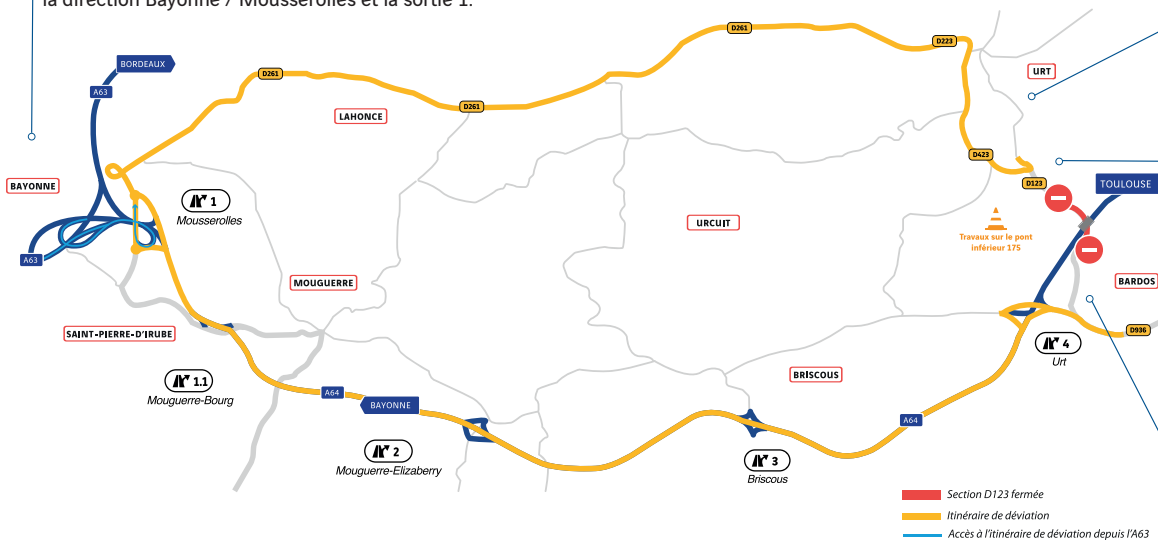 la direction Bayonne / Mousserolles et la sortie 1.
BORDEAUX
A63
D261
D261
D261
D223
URT
LAHONCE
D423
D123
TOULOUSE
BAYONNE
1
Mousserolles
URCUIT
Travaux sur le pont
inférieur 175
A63
MOUGUERRE
BARDOS
SAINT-PIERRE-D'IRUBE
D936
4
Urt
1.1
Mouguerre-Bourg
A64
BAYONNE
BRISCOUS
A64
2
Mouguerre-Elizaberry
3
Briscous
Section D123 fermée
Itinéraire de déviation
Accès à l'itinéraire de déviation depuis l'A63